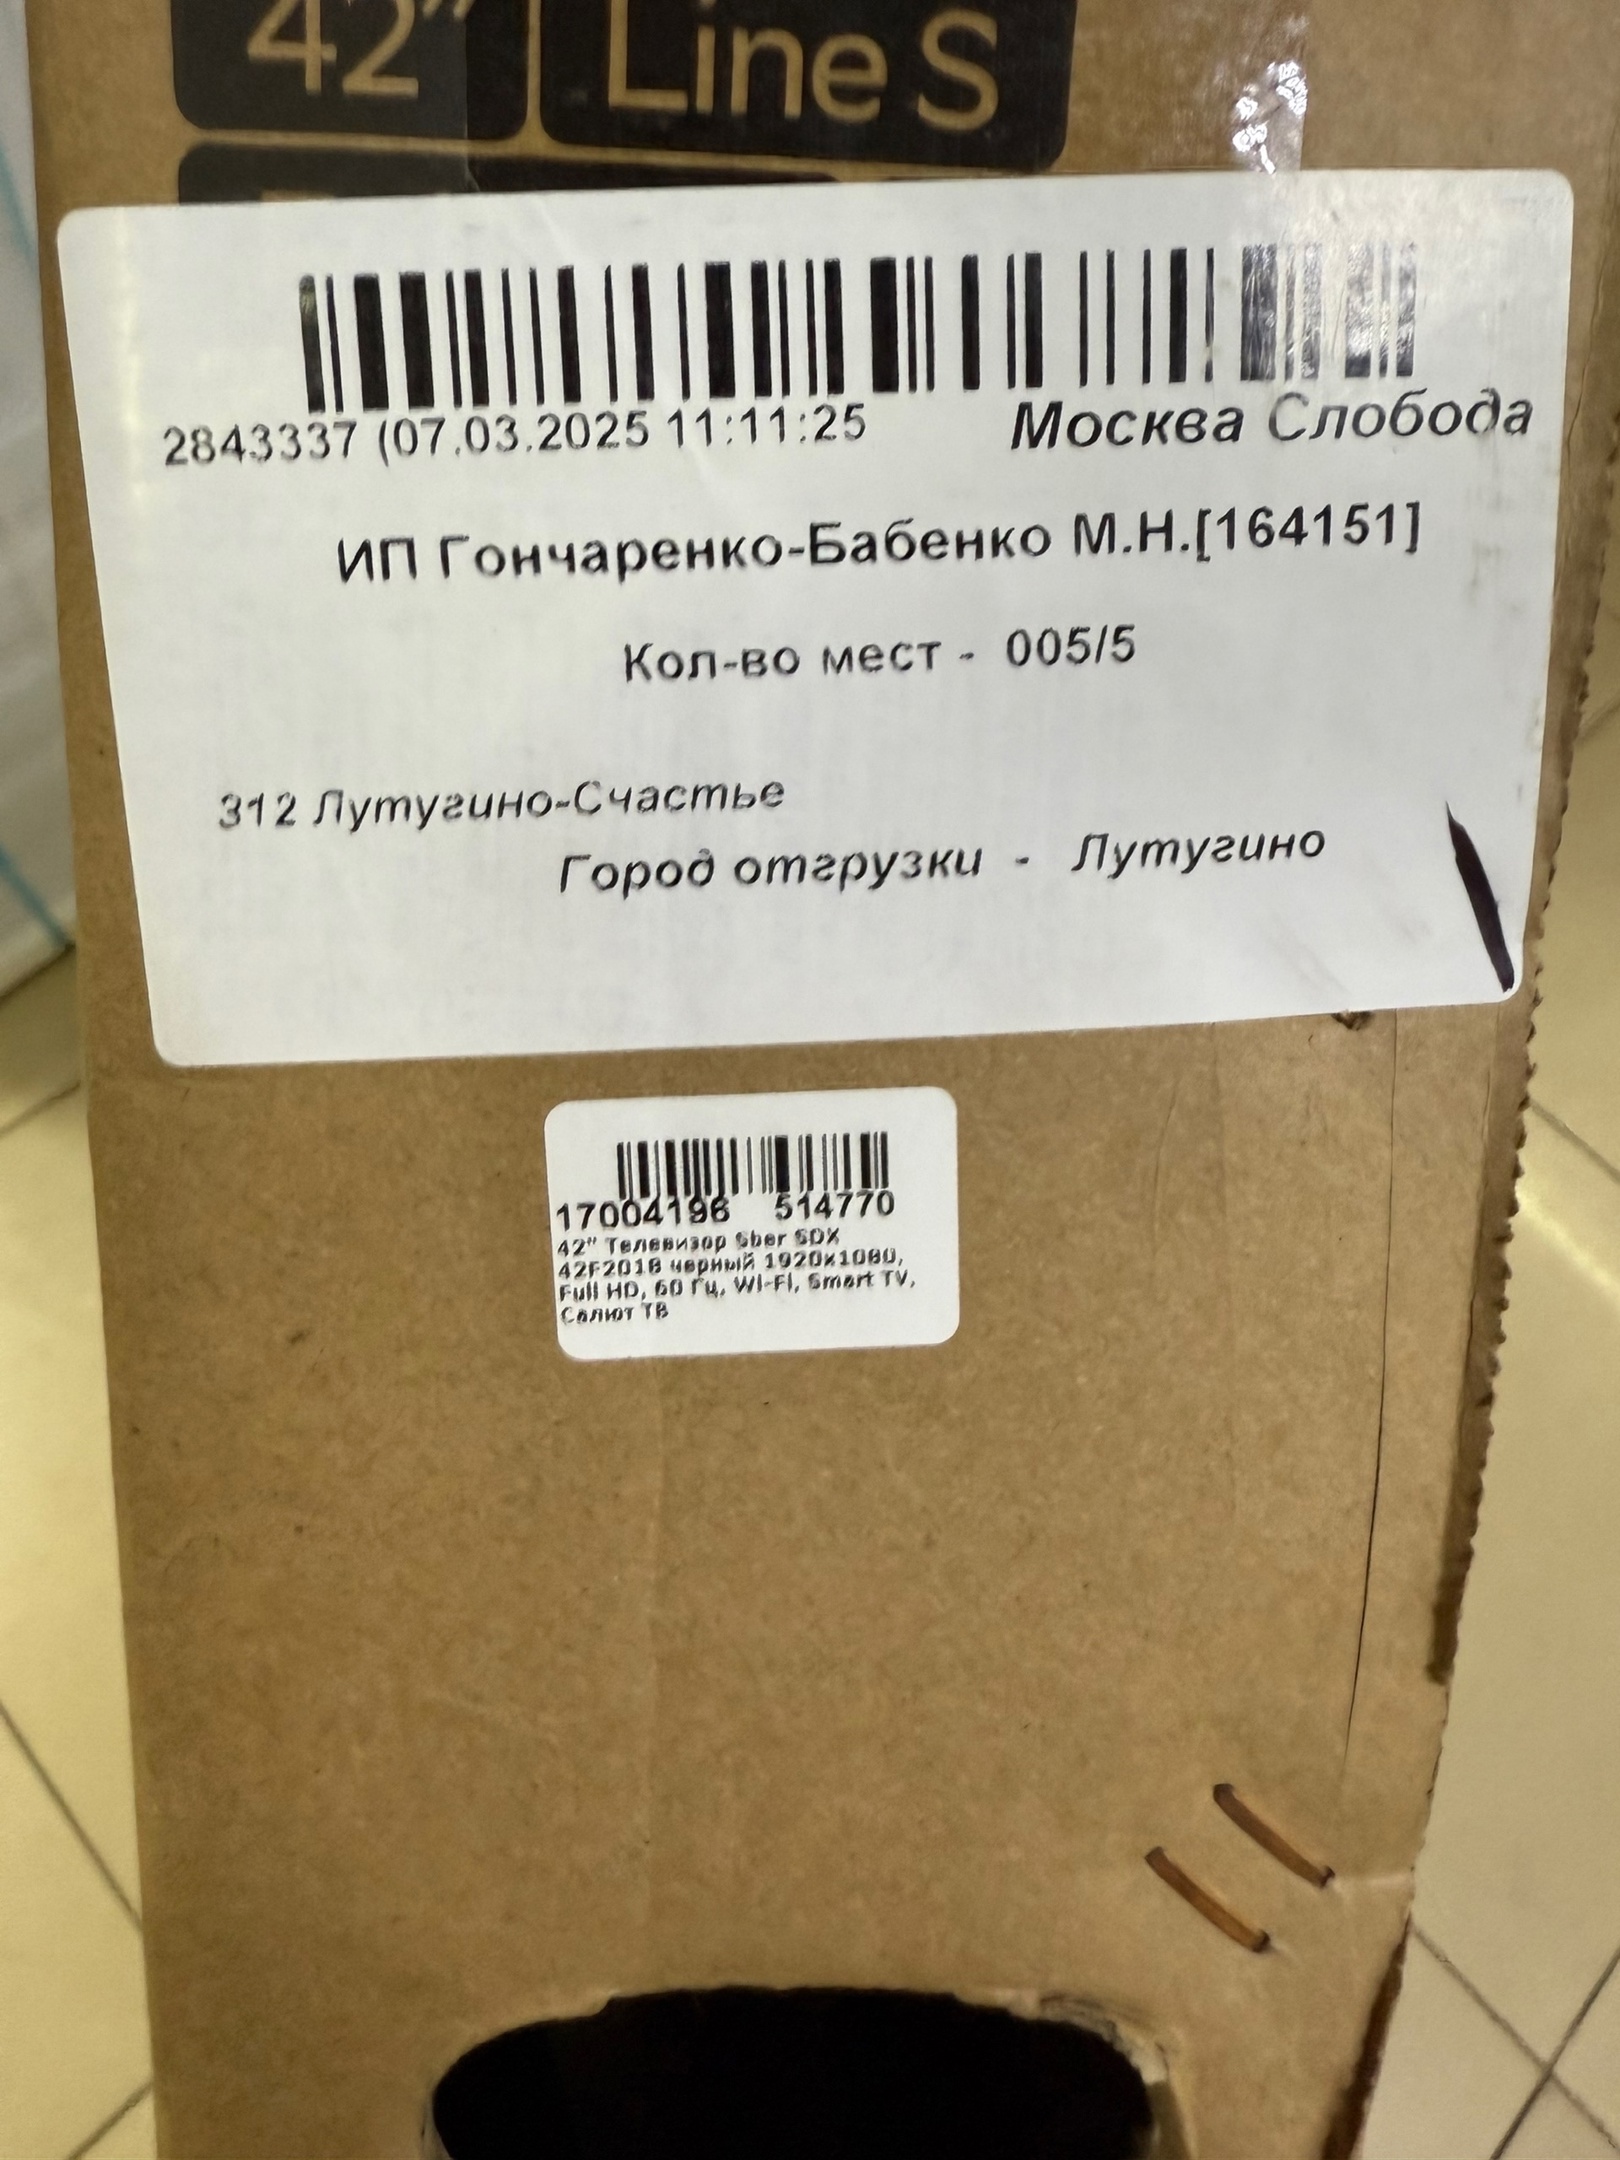 42" Line S
2843337 (07.03.2025 11:11:25 Москва Слобода
ИП Гончаренко-Бабенко М.Н.[164151]
Кол-во мест - 005/5
312 Лутугино-Счастье
Город отгрузки - Лутугино
17004196 514770
42" Телевизор Sber SDX
42F2018 черный 1920x1080,
Full HD, 60 Гц, Wi-Fi, Smart TV,
Салют ТВ